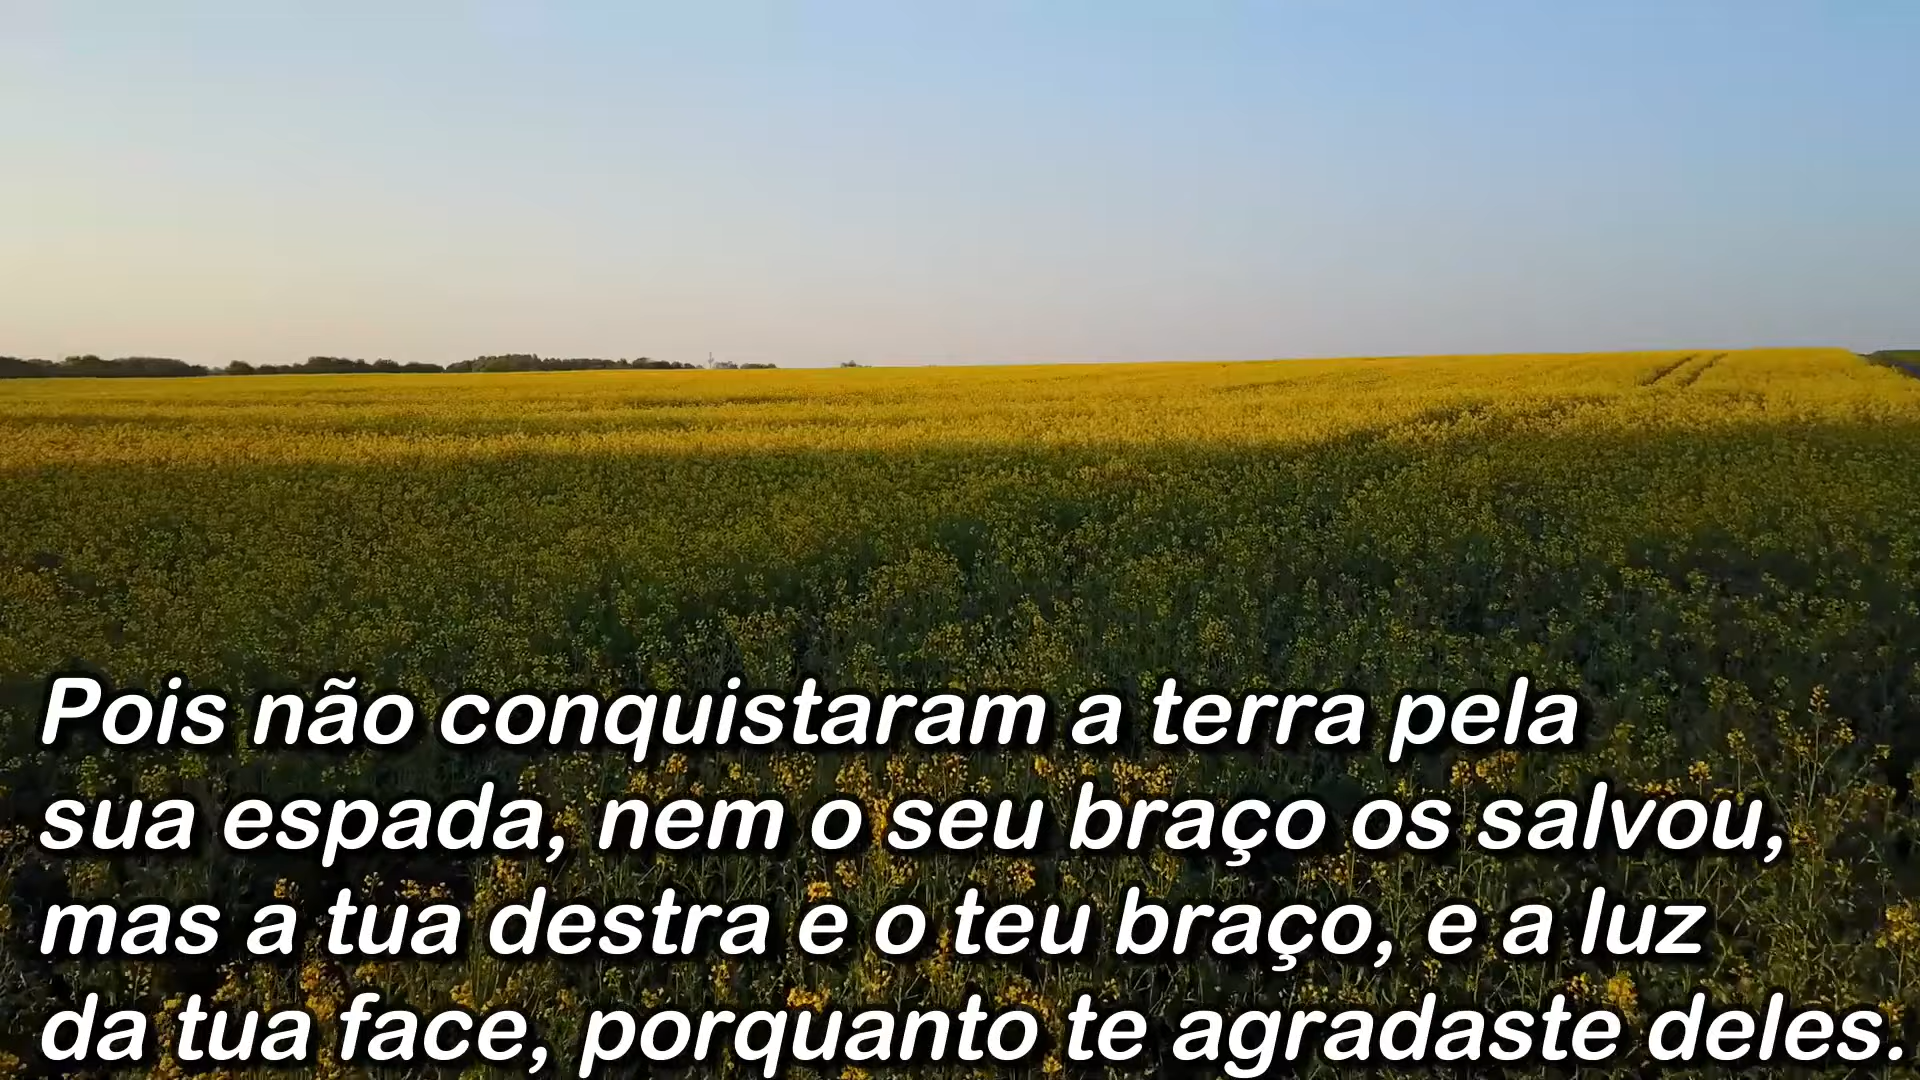 Pois não conquistaram a terra pela
sua espada, nem o seu braço os salvou,
mas a tua destra e o teu braço, e a luz
da tua face, porquanto te agradaste deles.